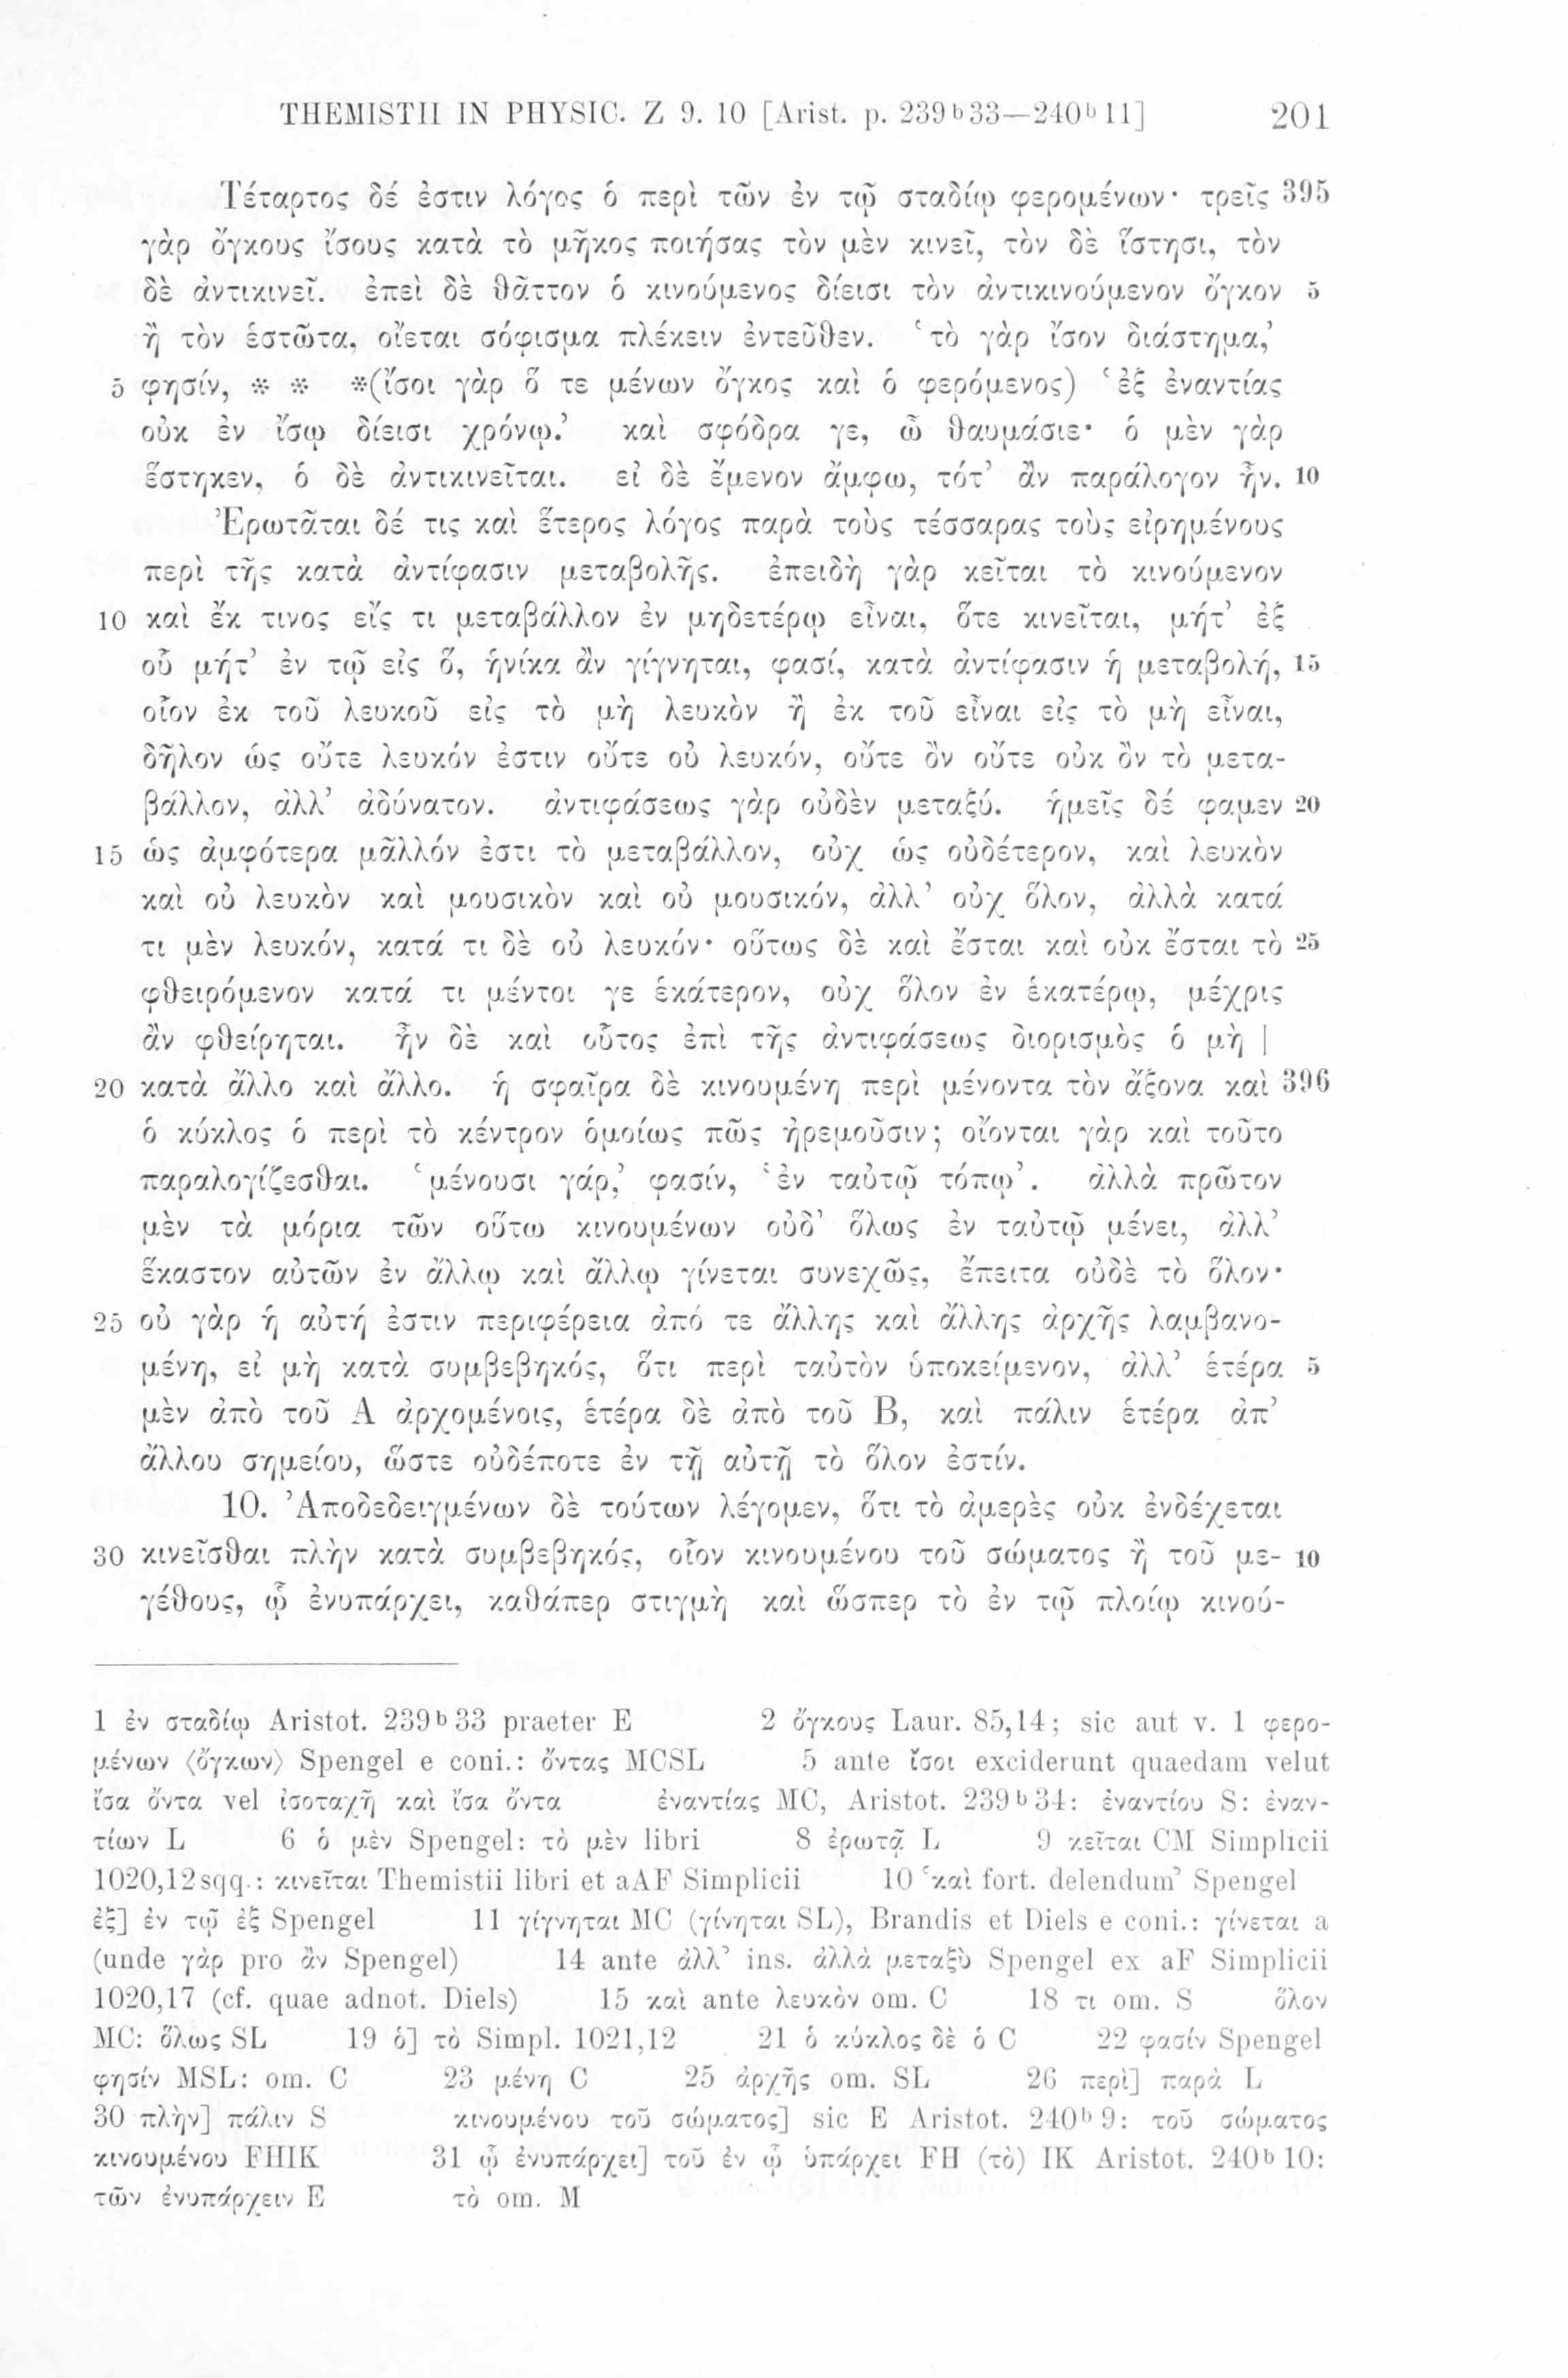 THEMISTII IN PHYSIC. Z 9. 10 [Arist. p. 239ᵇ33—240ᵇ11] 201
Τέταρτος δέ ἐστιν λόγος ὁ περὶ τῶν ἐν τῷ σταδίῳ φερομένων· τρεῖς 395
γὰρ ὄγκους ἴσους κατὰ τὸ μῆκος ποιήσας τὸν μὲν κινεῖ, τὸν δὲ ἵστησι, τὸν
δὲ ἀντικινεῖ. ἐπεὶ δὲ θᾶττον ὁ κινούμενος δίεισι τὸν ἀντικινούμενον ὄγκον 5
ἢ τὸν ἑστῶτα, οἴεται σόφισμα πλέκειν ἐντεῦθεν. ‘τὸ γὰρ ἴσον διάστημα,’
5 φησίν, * * *(ἴσοι γὰρ ὅ τε μένων ὄγκος καὶ ὁ φερόμενος) ‘ἐξ ἐναντίας
οὐκ ἐν ἴσῳ δίεισι χρόνῳ.’ καὶ σφόδρα γε, ὦ θαυμάσιε· ὁ μὲν γὰρ
ἕστηκεν, ὁ δὲ ἀντικινεῖται. εἰ δὲ ἔμενον ἄμφω, τότ’ ἂν παράλογον ἦν. 10
Ἐρωτᾶται δέ τις καὶ ἕτερος λόγος παρὰ τοὺς τέσσαρας τοὺς εἰρημένους
περὶ τῆς κατὰ ἀντίφασιν μεταβολῆς. ἐπειδὴ γὰρ κεῖται τὸ κινούμενον
10 καὶ ἔκ τινος εἴς τι μεταβάλλον ἐν μηδετέρῳ εἶναι, ὅτε κινεῖται, μήτ’ ἐξ
οὗ μήτ’ ἐν τῷ εἰς ὅ, ἡνίκα ἂν γίγνηται, φασί, κατὰ ἀντίφασιν ἡ μεταβολή, 15
οἷον ἐκ τοῦ λευκοῦ εἰς τὸ μὴ λευκὸν ἢ ἐκ τοῦ εἶναι εἰς τὸ μὴ εἶναι,
δῆλον ὡς οὔτε λευκόν ἐστιν οὔτε οὐ λευκόν, οὔτε ὂν οὔτε οὐκ ὂν τὸ μετα-
βάλλον, ἀλλ’ ἀδύνατον. ἀντιφάσεως γὰρ οὐδὲν μεταξύ. ἡμεῖς δέ φαμεν 20
15 ὡς ἀμφότερα μᾶλλόν ἐστι τὸ μεταβάλλον, οὐχ ὡς οὐδέτερον, καὶ λευκὸν
καὶ οὐ λευκὸν καὶ μουσικὸν καὶ οὐ μουσικόν, ἀλλ’ οὐχ ὅλον, ἀλλὰ κατά
τι μὲν λευκόν, κατά τι δὲ οὐ λευκόν· οὕτως δὲ καὶ ἔσται καὶ οὐκ ἔσται τὸ 25
φθειρόμενον κατά τι μέντοι γε ἑκάτερον, οὐχ ὅλον ἐν ἑκατέρῳ, μέχρις
ἂν φθείρηται. ἦν δὲ καὶ οὗτος ἐπὶ τῆς ἀντιφάσεως διορισμὸς ὁ μὴ |
20 κατὰ ἄλλο καὶ ἄλλο. ἡ σφαῖρα δὲ κινουμένη περὶ μένοντα τὸν ἄξονα καὶ 396
ὁ κύκλος ὁ περὶ τὸ κέντρον ὁμοίως πῶς ἠρεμοῦσιν; οἴονται γὰρ καὶ τοῦτο
παραλογίζεσθαι. ‘μένουσι γάρ,’ φασίν, ‘ἐν ταὐτῷ τόπῳ’. ἀλλὰ πρῶτον
μὲν τὰ μόρια τῶν οὕτω κινουμένων οὐδ’ ὅλως ἐν ταὐτῷ μένει, ἀλλ’
ἕκαστον αὐτῶν ἐν ἄλλῳ καὶ ἄλλῳ γίνεται συνεχῶς, ἔπειτα οὐδὲ τὸ ὅλον·
25 οὐ γὰρ ἡ αὐτή ἐστιν περιφέρεια ἀπό τε ἄλλης καὶ ἄλλης ἀρχῆς λαμβανο-
μένη, εἰ μὴ κατὰ συμβεβηκός, ὅτι περὶ ταὐτὸν ὑποκείμενον, ἀλλ’ ἑτέρα 5
μὲν ἀπὸ τοῦ Α ἀρχομένοις, ἑτέρα δὲ ἀπὸ τοῦ Β, καὶ πάλιν ἑτέρα ἀπ’
ἄλλου σημείου, ὥστε οὐδέποτε ἐν τῇ αὐτῇ τὸ ὅλον ἐστίν.
10. Ἀποδεδειγμένων δὲ τούτων λέγομεν, ὅτι τὸ ἀμερὲς οὐκ ἐνδέχεται
30 κινεῖσθαι πλὴν κατὰ συμβεβηκός, οἷον κινουμένου τοῦ σώματος ἢ τοῦ με- 10
γέθους, ᾧ ἐνυπάρχει, καθάπερ στιγμὴ καὶ ὥσπερ τὸ ἐν τῷ πλοίῳ κινού-
1 ἐν σταδίῳ Aristot. 239ᵇ33 praeter E 2 ὄγκους Laur. 85,14; sic aut v. 1 φερο-
μένων ⟨ὄγκων⟩ Spengel e coni.: ὄντας MCSL 5 ante ἴσοι exciderunt quaedam velut
ἴσα ὄντα vel ἰσοταχῆ καὶ ἴσα ὄντα ἐναντίας MC, Aristot. 239ᵇ34: ἐναντίου S: ἐναν-
τίων L 6 ὁ μὲν Spengel: τὸ μὲν libri 8 ἐρωτᾷ L 9 κεῖται CM Simplicii
1020,12sqq.: κινεῖται Themistii libri et aAF Simplicii 10 ‘καὶ fort. delendum’ Spengel
ἐξ] ἐν τῷ ἐξ Spengel 11 γίγνηται MC (γίνηται SL), Brandis et Diels e coni.: γίνεται a
(unde γὰρ pro ἂν Spengel) 14 ante ἀλλ’ ins. ἀλλὰ μεταξὺ Spengel ex aF Simplicii
1020,17 (cf. quae adnot. Diels) 15 καὶ ante λευκὸν om. C 18 τι om. S ὅλον
MC: ὅλως SL 19 ὁ] τὸ Simpl. 1021,12 21 ὁ κύκλος δὲ ὁ C 22 φασίν Spengel
φησίν MSL: om. C 23 μένη C 25 ἀρχῆς om. SL 26 περὶ] παρὰ L
30 πλὴν] πάλιν S κινουμένου τοῦ σώματος] sic E Aristot. 240ᵇ9: τοῦ σώματος
κινουμένου FHIK 31 ᾧ ἐνυπάρχει] τοῦ ἐν ᾧ ὑπάρχει FH (τὸ) IK Aristot. 240ᵇ10:
τῶν ἐνυπάρχειν E τὸ om. M